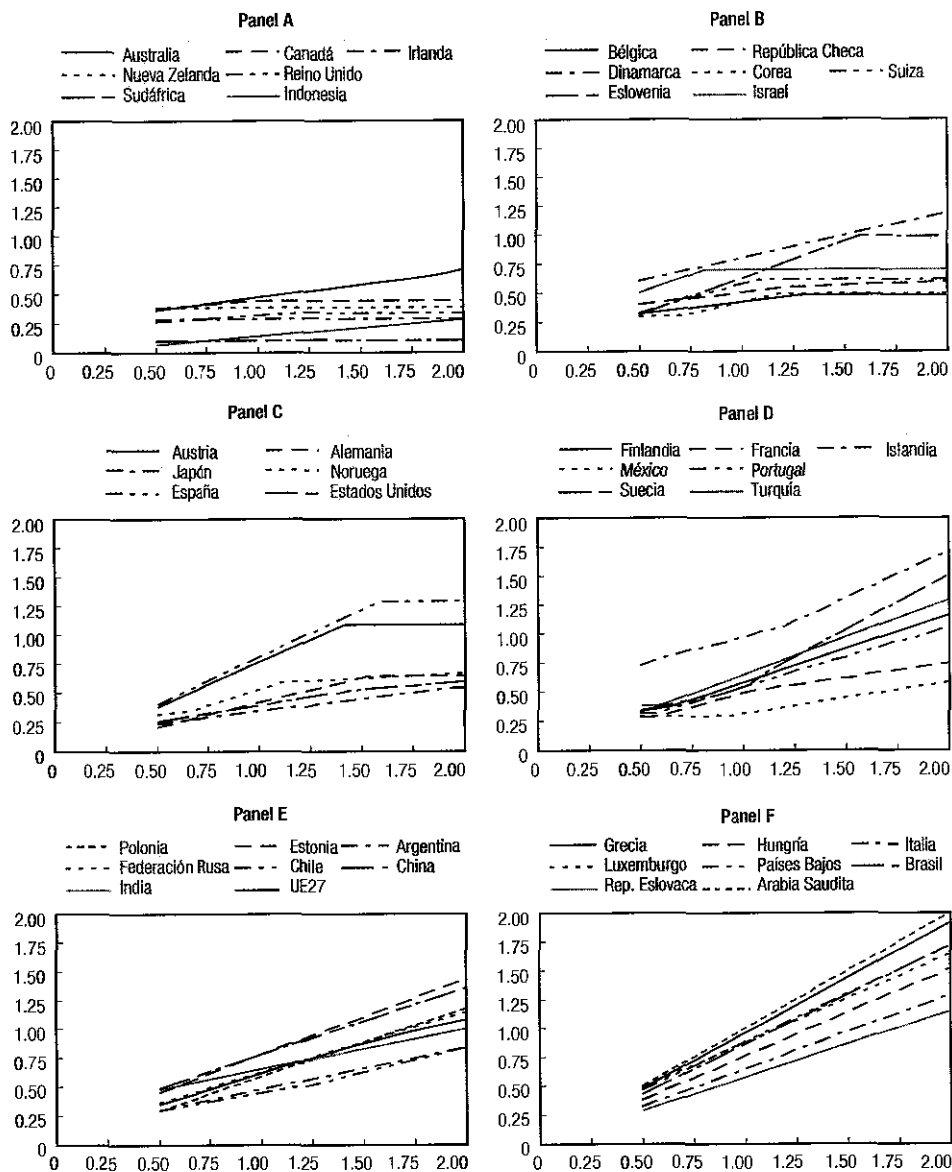 Panel A
Australia Canadá Irlanda
Nueva Zelanda Reino Unido
Sudáfrica Indonesia
2.00
1.75
1.50
1.25
1.00
0.75
0.50
0.25
0
0 0.25 0.50 0.75 1.00 1.25 1.50 1.75 2.00
Panel B
Bélgica República Checa
Dinamarca Corea Suiza
Eslovenia Israel
2.00
1.75
1.50
1.25
1.00
0.75
0.50
0.25
0
0 0.25 0.50 0.75 1.00 1.25 1.50 1.75 2.00
Panel C
Austria Alemania
Japón Noruega
España Estados Unidos
2.00
1.75
1.50
1.25
1.00
0.75
0.50
0.25
0
0 0.25 0.50 0.75 1.00 1.25 1.50 1.75 2.00
Panel D
Finlandia Francia Islandia
México Portugal
Suecia Turquía
2.00
1.75
1.50
1.25
1.00
0.75
0.50
0.25
0
0 0.25 0.50 0.75 1.00 1.25 1.50 1.75 2.00
Panel E
Polonia Estonia Argentina
Federación Rusa Chile China
India UE27
2.00
1.75
1.50
1.25
1.00
0.75
0.50
0.25
0
0 0.25 0.50 0.75 1.00 1.25 1.50 1.75 2.00
Panel F
Grecia Hungría Italia
Luxemburgo Países Bajos Brasil
Rep. Eslovaca Arabia Saudita
2.00
1.75
1.50
1.25
1.00
0.75
0.50
0.25
0
0 0.25 0.50 0.75 1.00 1.25 1.50 1.75 2.00